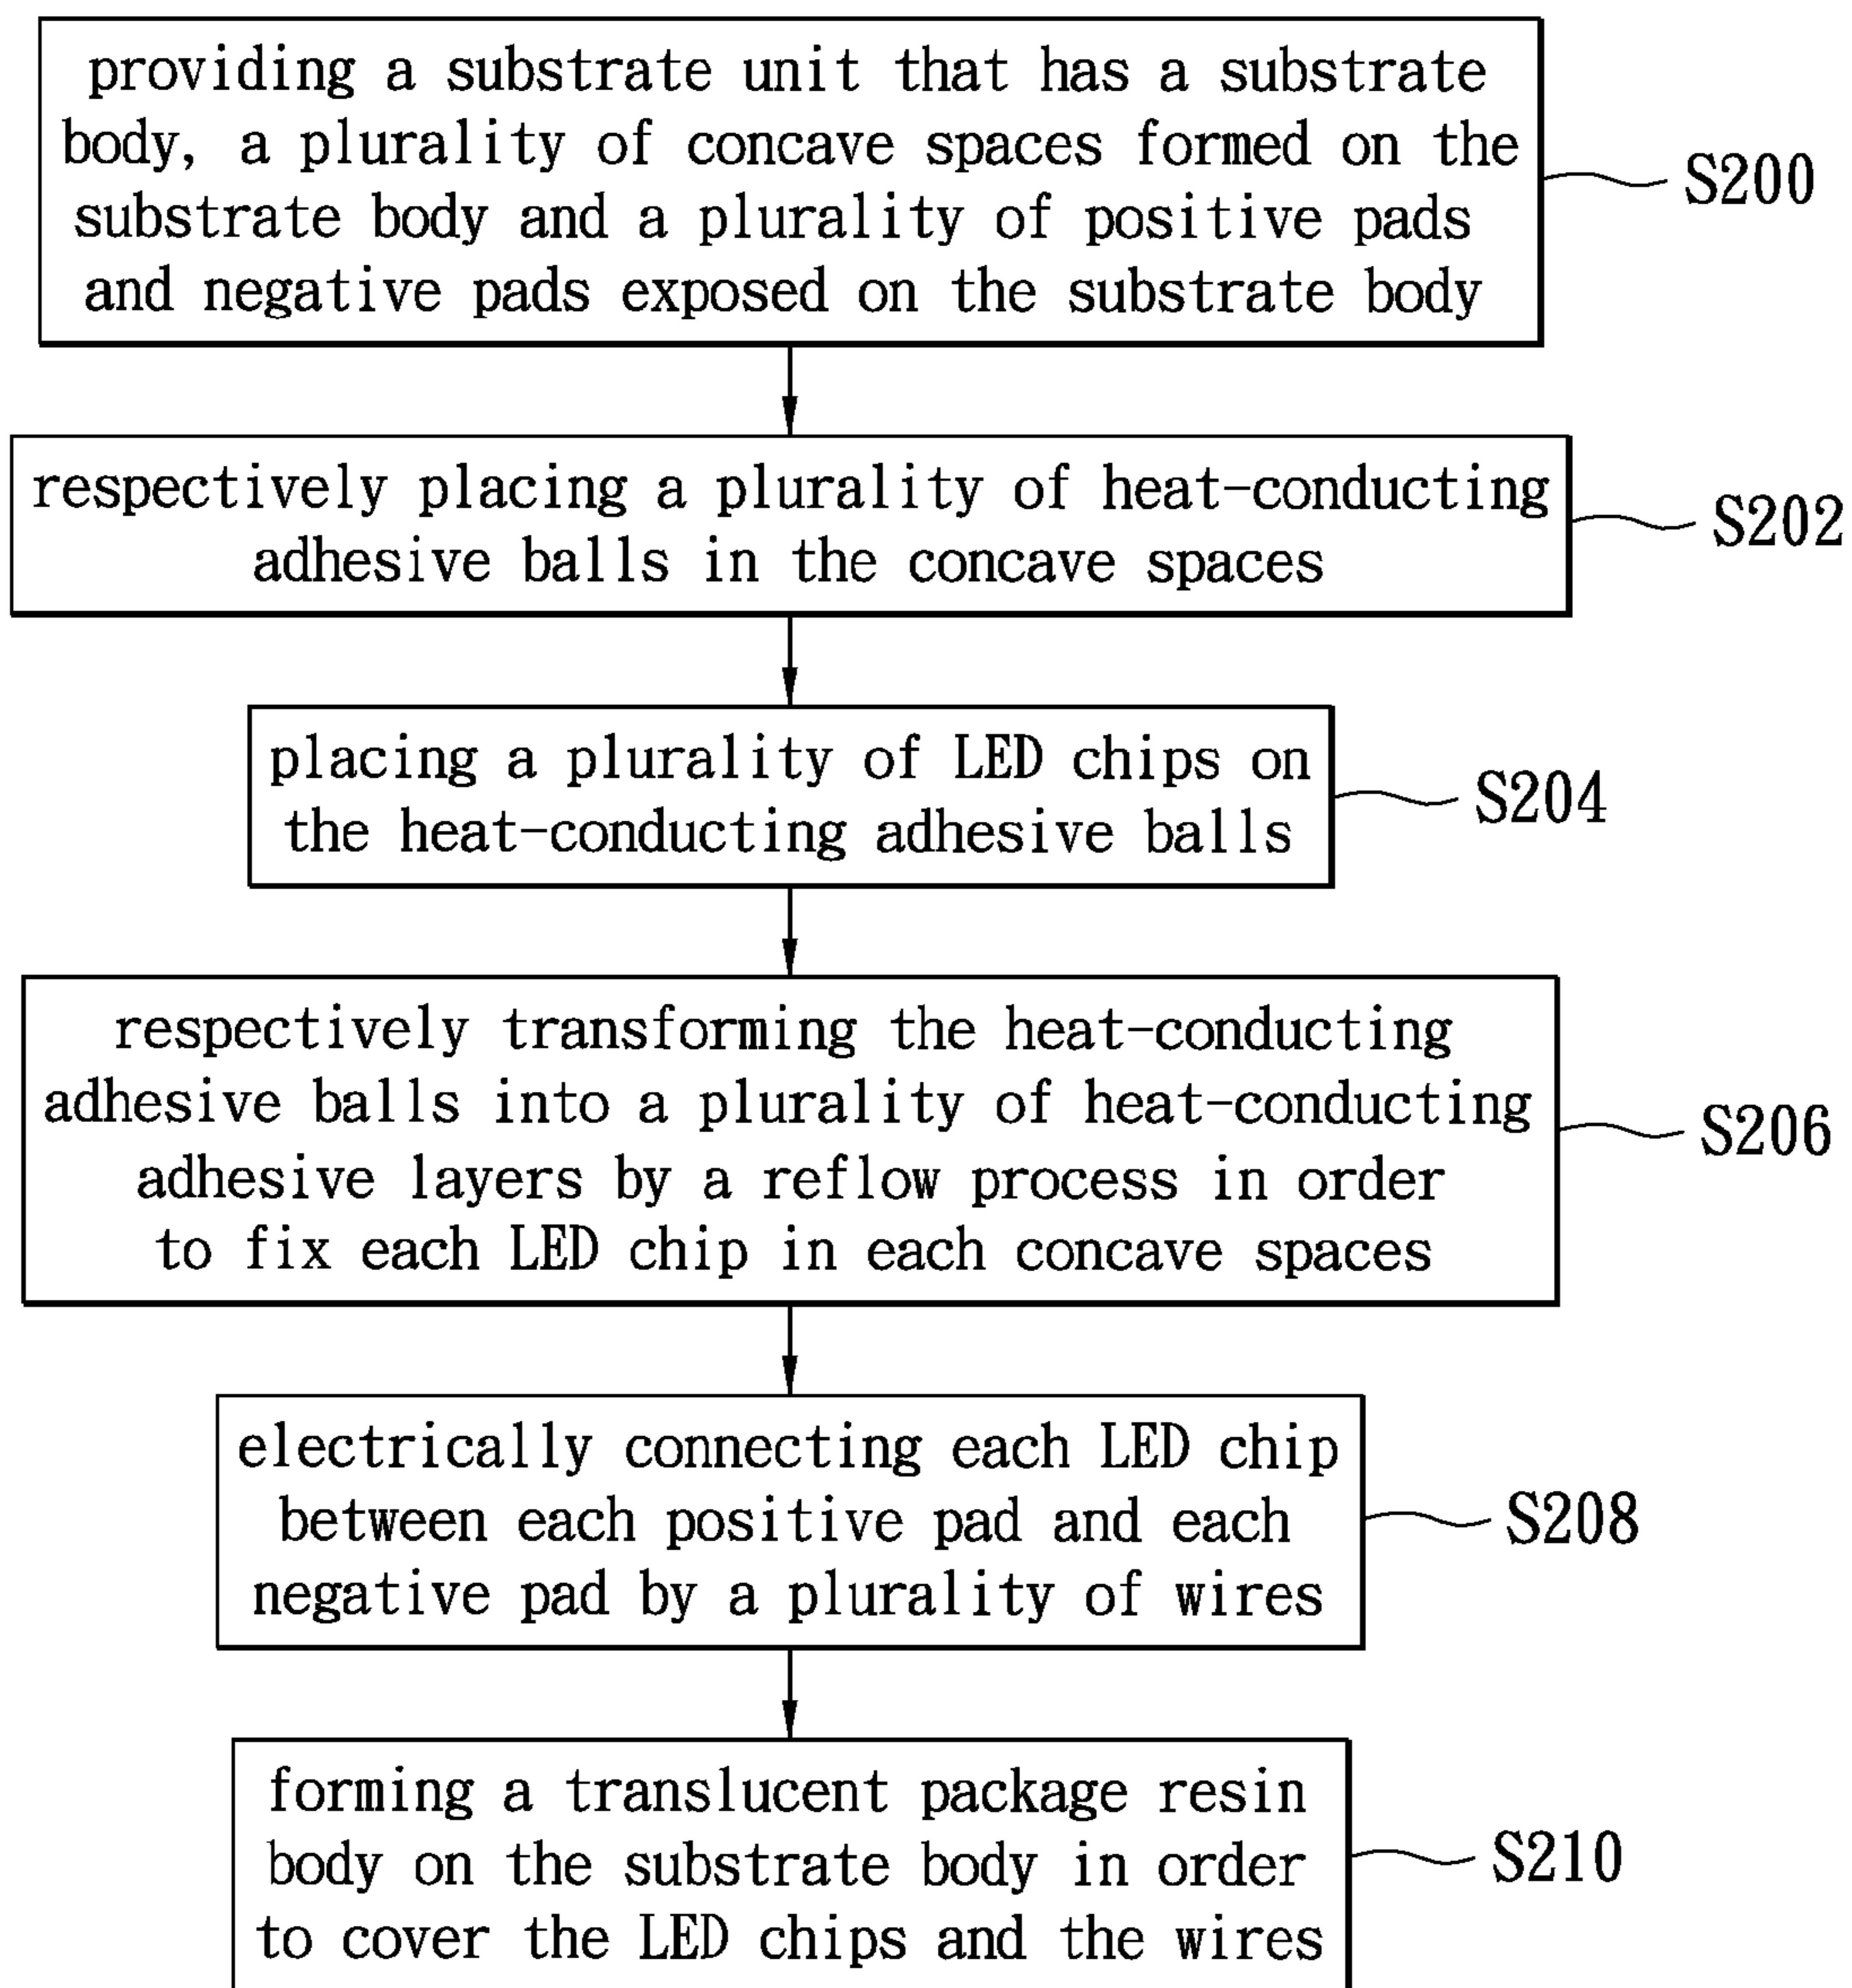 providing a substrate unit that has a substrate
body, a plurality of concave spaces formed on the
substrate body and a plurality of positive pads
and negative pads exposed on the substrate body
S200
respectively placing a plurality of heat-conducting
adhesive balls in the concave spaces
S202
placing a plurality of LED chips on
the heat-conducting adhesive balls
S204
respectively transforming the heat-conducting
adhesive balls into a plurality of heat-conducting
adhesive layers by a reflow process in order
to fix each LED chip in each concave spaces
S206
electrically connecting each LED chip
between each positive pad and each
negative pad by a plurality of wires
S208
forming a translucent package resin
body on the substrate body in order
to cover the LED chips and the wires
S210